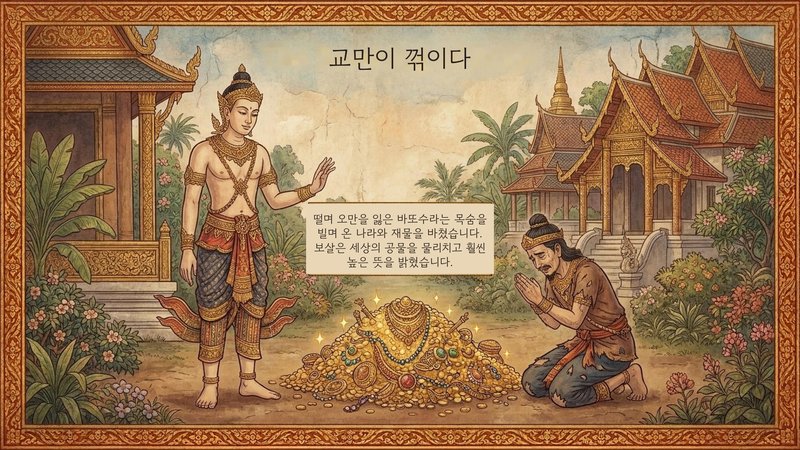 교만이 꺾이다
떨며 오만을 잃은 바또수라는 목숨을
빌며 온 나라와 재물을 바쳤습니다.
보살은 세상의 공물을 물리치고 훨씬
높은 뜻을 밝혔습니다.